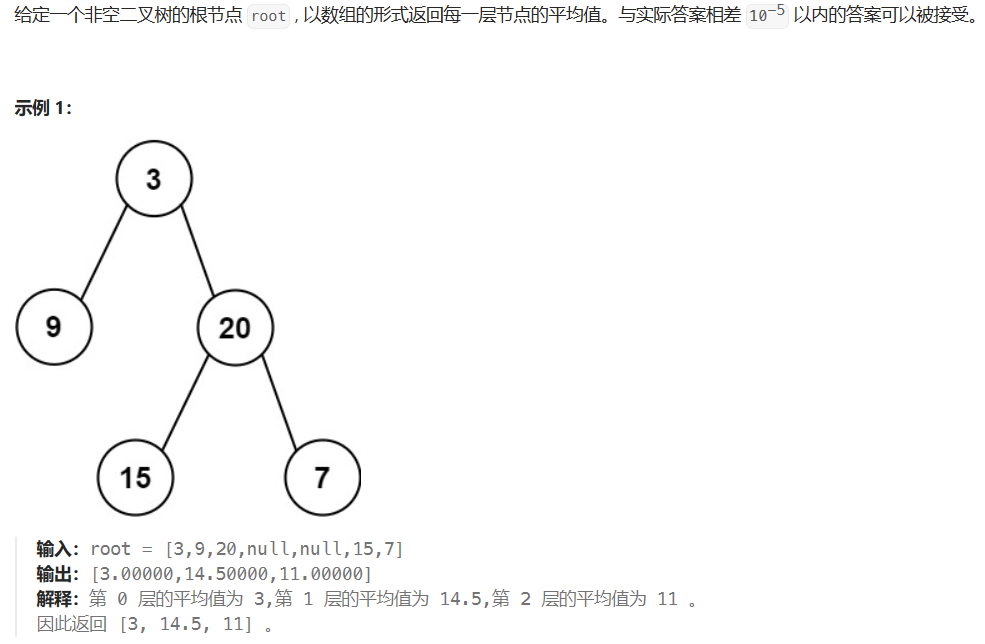 给定一个非空二叉树的根节点 root , 以数组的形式返回每一层节点的平均值。与实际答案相差 10⁻⁵ 以内的答案可以被接受。
示例 1:
3
9
20
15
7
输入: root = [3,9,20,null,null,15,7]
输出: [3.00000,14.50000,11.00000]
解释: 第 0 层的平均值为 3,第 1 层的平均值为 14.5,第 2 层的平均值为 11 。
因此返回 [3, 14.5, 11] 。